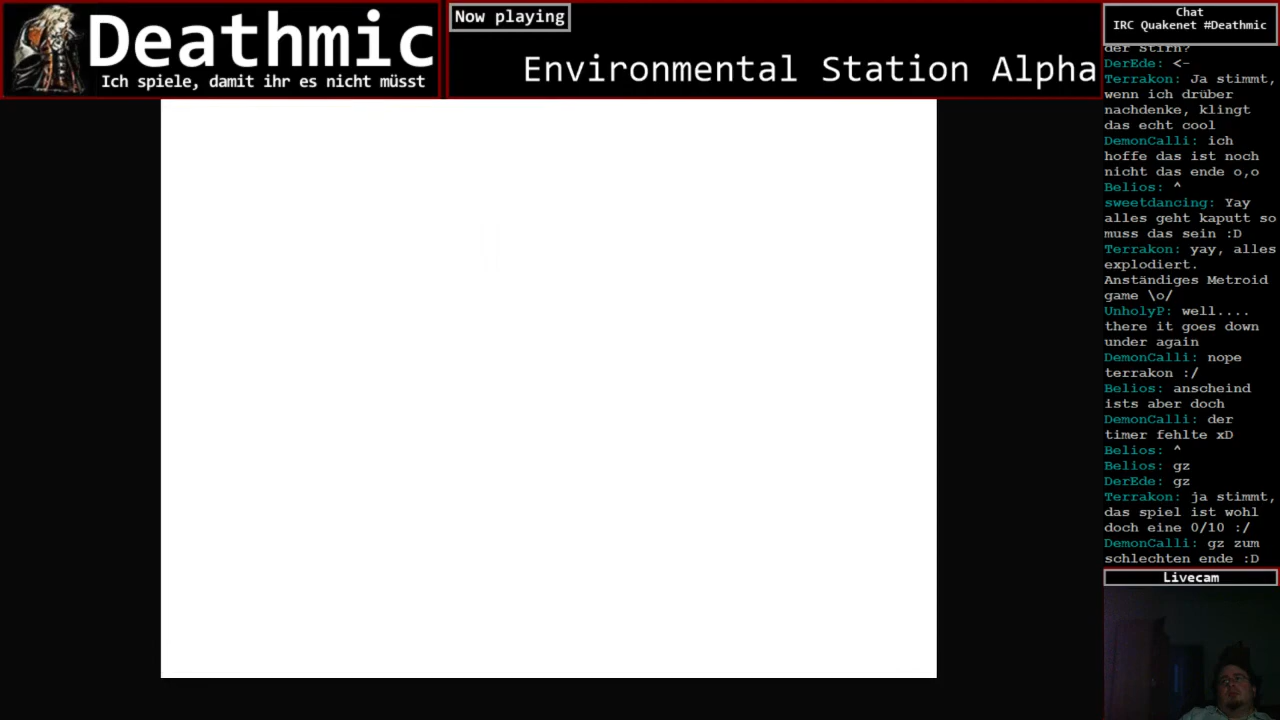 Deathmic
Ich spiele, damit ihr es nicht müsst
Now playing
Environmental Station Alpha
Chat
IRC Quakenet #Deathmic
der Stirn?
DerEde: <-
Terrakon: Ja stimmt,
wenn ich drüber
nachdenke, klingt
das echt cool
DemonCalli: ich
hoffe das ist noch
nicht das ende o,o
Belios: ^
sweetdancing: Yay
alles geht kaputt so
muss das sein :D
Terrakon: yay, alles
explodiert.
Anständiges Metroid
game \o/
UnholyP: well....
there it goes down
under again
DemonCalli: nope
terrakon :/
Belios: anscheind
ists aber doch
DemonCalli: der
timer fehlte xD
Belios: ^
Belios: gz
DerEde: gz
Terrakon: ja stimmt,
das spiel ist wohl
doch eine 0/10 :/
DemonCalli: gz zum
schlechten ende :D
Livecam